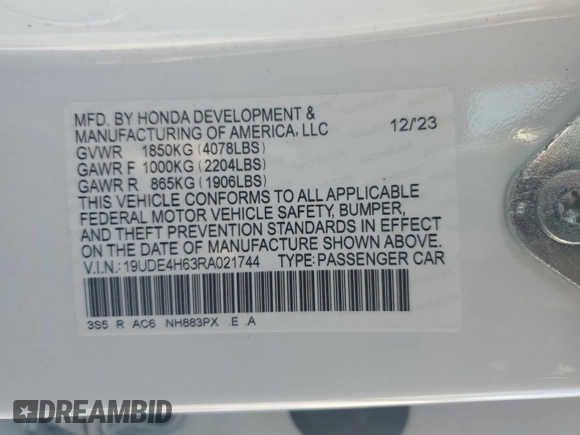 MFD. BY HONDA DEVELOPMENT &
MANUFACTURING OF AMERICA, LLC 12/23
GVWR 1850KG (4078LBS)
GAWR F 1000KG (2204LBS)
GAWR R 865KG (1906LBS)
THIS VEHICLE CONFORMS TO ALL APPLICABLE
FEDERAL MOTOR VEHICLE SAFETY, BUMPER,
AND THEFT PREVENTION STANDARDS IN EFFECT
ON THE DATE OF MANUFACTURE SHOWN ABOVE.
V.I.N.: 19UDE4H63RA021744 TYPE: PASSENGER CAR
3S5 R AC6 NH883PX .E .A
DREAMBID